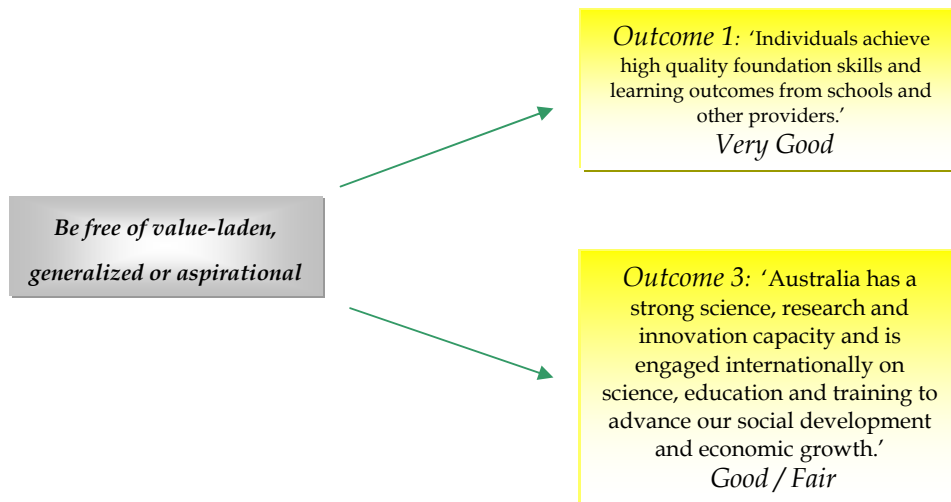 Outcome 1: ‘Individuals achieve
high quality foundation skills and
learning outcomes from schools and
other providers.’
Very Good
Be free of value-laden,
generalized or aspirational
Outcome 3: ‘Australia has a
strong science, research and
innovation capacity and is
engaged internationally on
science, education and training to
advance our social development
and economic growth.’
Good / Fair